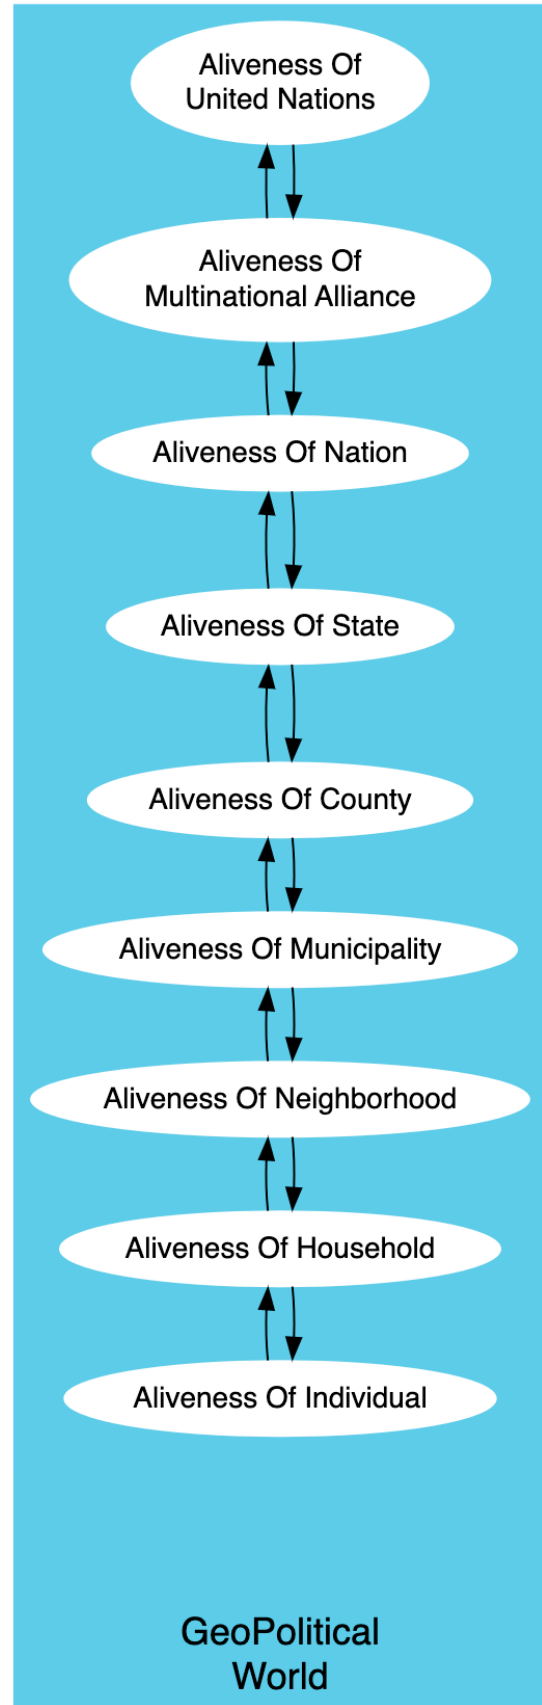 Aliveness Of
United Nations
Aliveness Of
Multinational Alliance
Aliveness Of Nation
Aliveness Of State
Aliveness Of County
Aliveness Of Municipality
Aliveness Of Neighborhood
Aliveness Of Household
Aliveness Of Individual
GeoPolitical
World